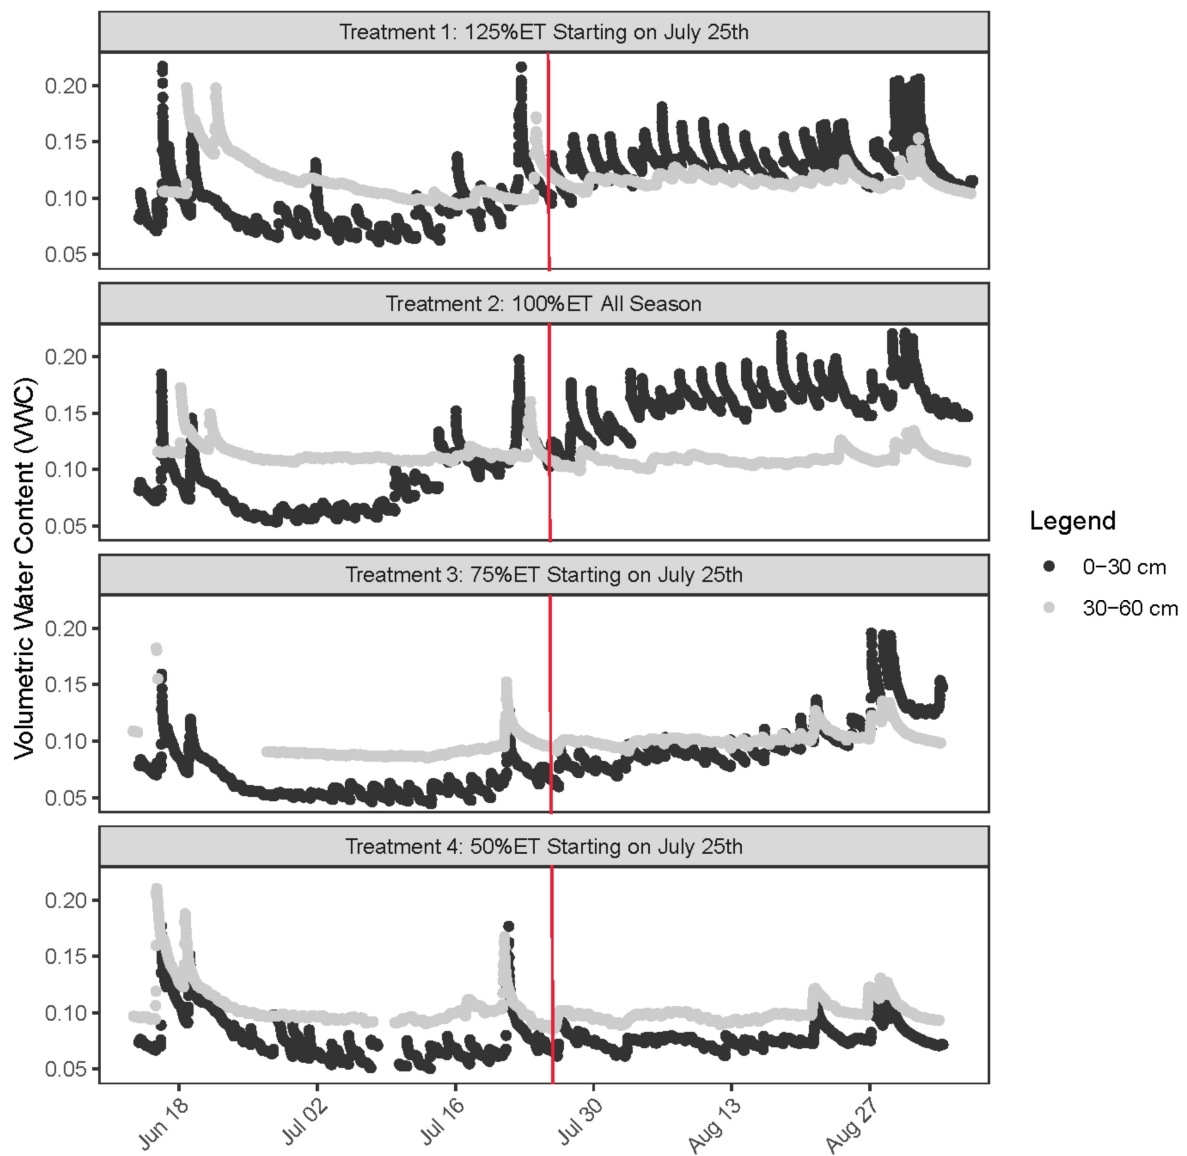 Treatment 1: 125%ET Starting on July 25th
0.20
0.15
0.10
0.05
Treatment 2: 100%ET All Season
0.20
0.15
0.10
0.05
Treatment 3: 75%ET Starting on July 25th
0.20
0.15
0.10
0.05
Treatment 4: 50%ET Starting on July 25th
0.20
0.15
0.10
0.05
Volumetric Water Content (VWC)
Jun 18
Jul 02
Jul 16
Jul 30
Aug 13
Aug 27
Legend
0−30 cm
30−60 cm